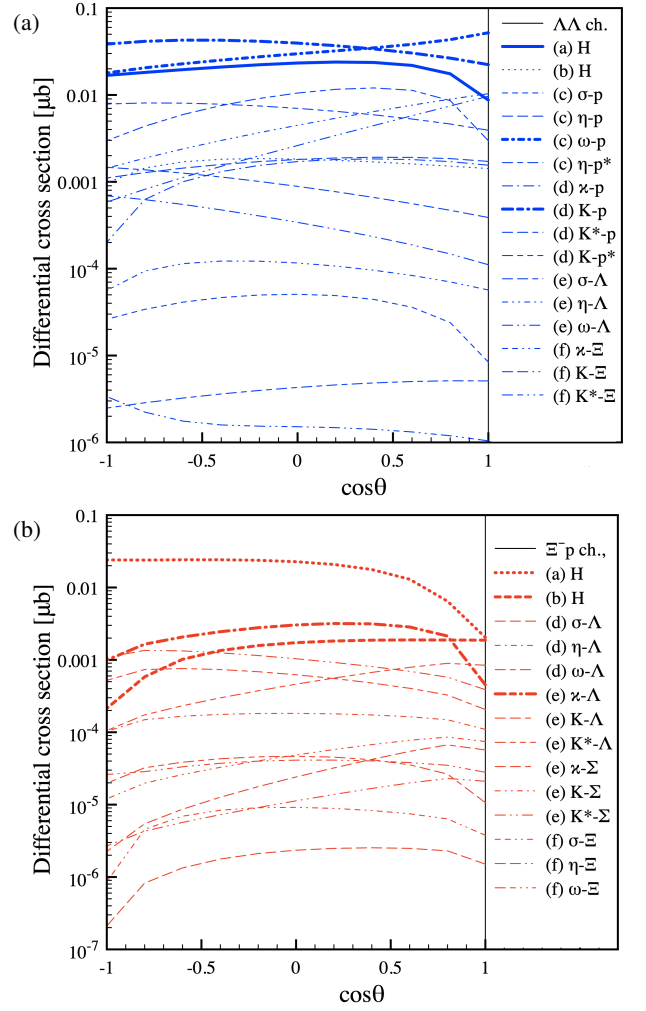 (a)
Differential cross section [μb]
0.1
0.01
0.001
10⁻⁴
10⁻⁵
10⁻⁶
-1 -0.5 0 0.5 1
cosθ
ΛΛ ch.
(a) H
(b) H
(c) σ-p
(c) η-p
(c) ω-p
(c) η-p*
(d) ϰ-p
(d) K-p
(d) K*-p
(d) K-p*
(e) σ-Λ
(e) η-Λ
(e) ω-Λ
(f) ϰ-Ξ
(f) K-Ξ
(f) K*-Ξ
(b)
Differential cross section [μb]
0.1
0.01
0.001
10⁻⁴
10⁻⁵
10⁻⁶
10⁻⁷
-1 -0.5 0 0.5 1
cosθ
Ξ⁻p ch.,
(a) H
(b) H
(d) σ-Λ
(d) η-Λ
(d) ω-Λ
(e) ϰ-Λ
(e) K-Λ
(e) K*-Λ
(e) ϰ-Σ
(e) K-Σ
(e) K*-Σ
(f) σ-Ξ
(f) η-Ξ
(f) ω-Ξ